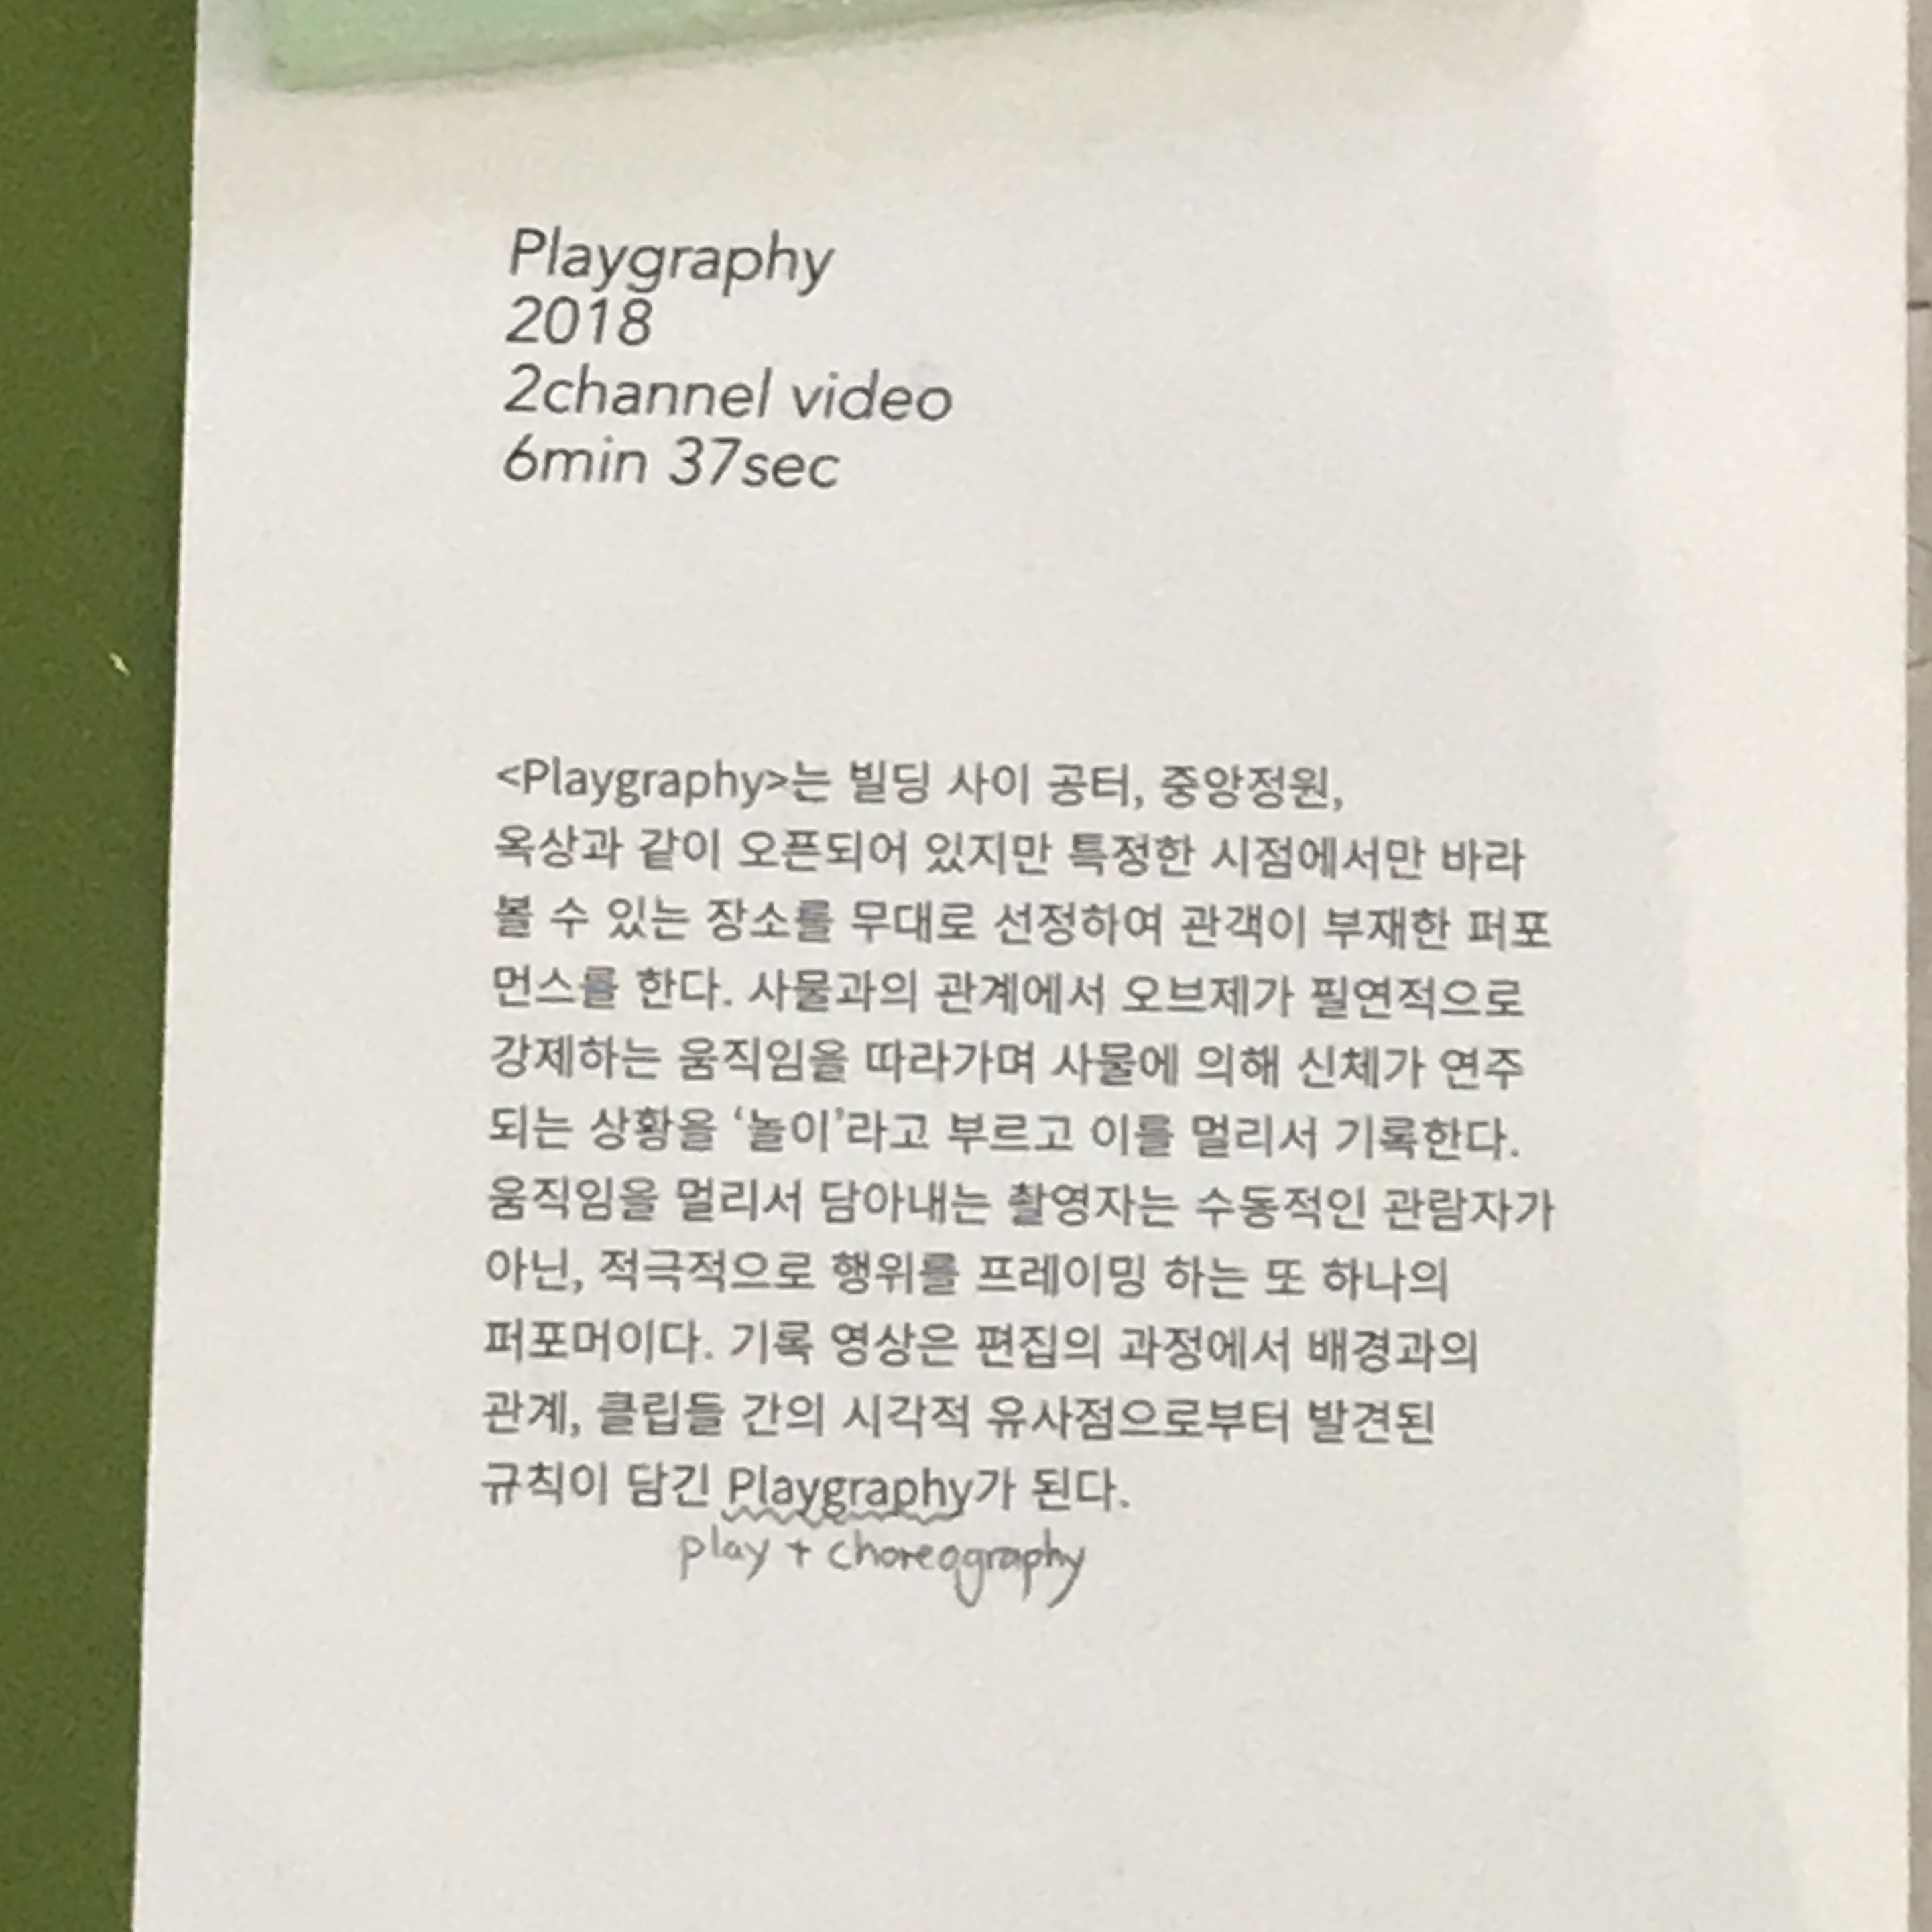 Playgraphy
2018
2channel video
6min 37sec
<Playgraphy>는 빌딩 사이 공터, 중앙정원,
옥상과 같이 오픈되어 있지만 특정한 시점에서만 바라
볼 수 있는 장소를 무대로 선정하여 관객이 부재한 퍼포
먼스를 한다. 사물과의 관계에서 오브제가 필연적으로
강제하는 움직임을 따라가며 사물에 의해 신체가 연주
되는 상황을 ‘놀이’라고 부르고 이를 멀리서 기록한다.
움직임을 멀리서 담아내는 촬영자는 수동적인 관람자가
아닌, 적극적으로 행위를 프레이밍 하는 또 하나의
퍼포머이다. 기록 영상은 편집의 과정에서 배경과의
관계, 클립들 간의 시각적 유사점으로부터 발견된
규칙이 담긴 Playgraphy가 된다.
play + choreography